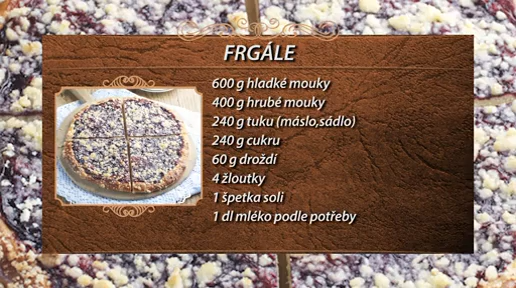 FRGÁLE
600 g hladké mouky
400 g hrubé mouky
240 g tuku (máslo,sádlo)
240 g cukru
60 g droždí
4 žloutky
1 špetka soli
1 dl mléko podle potřeby